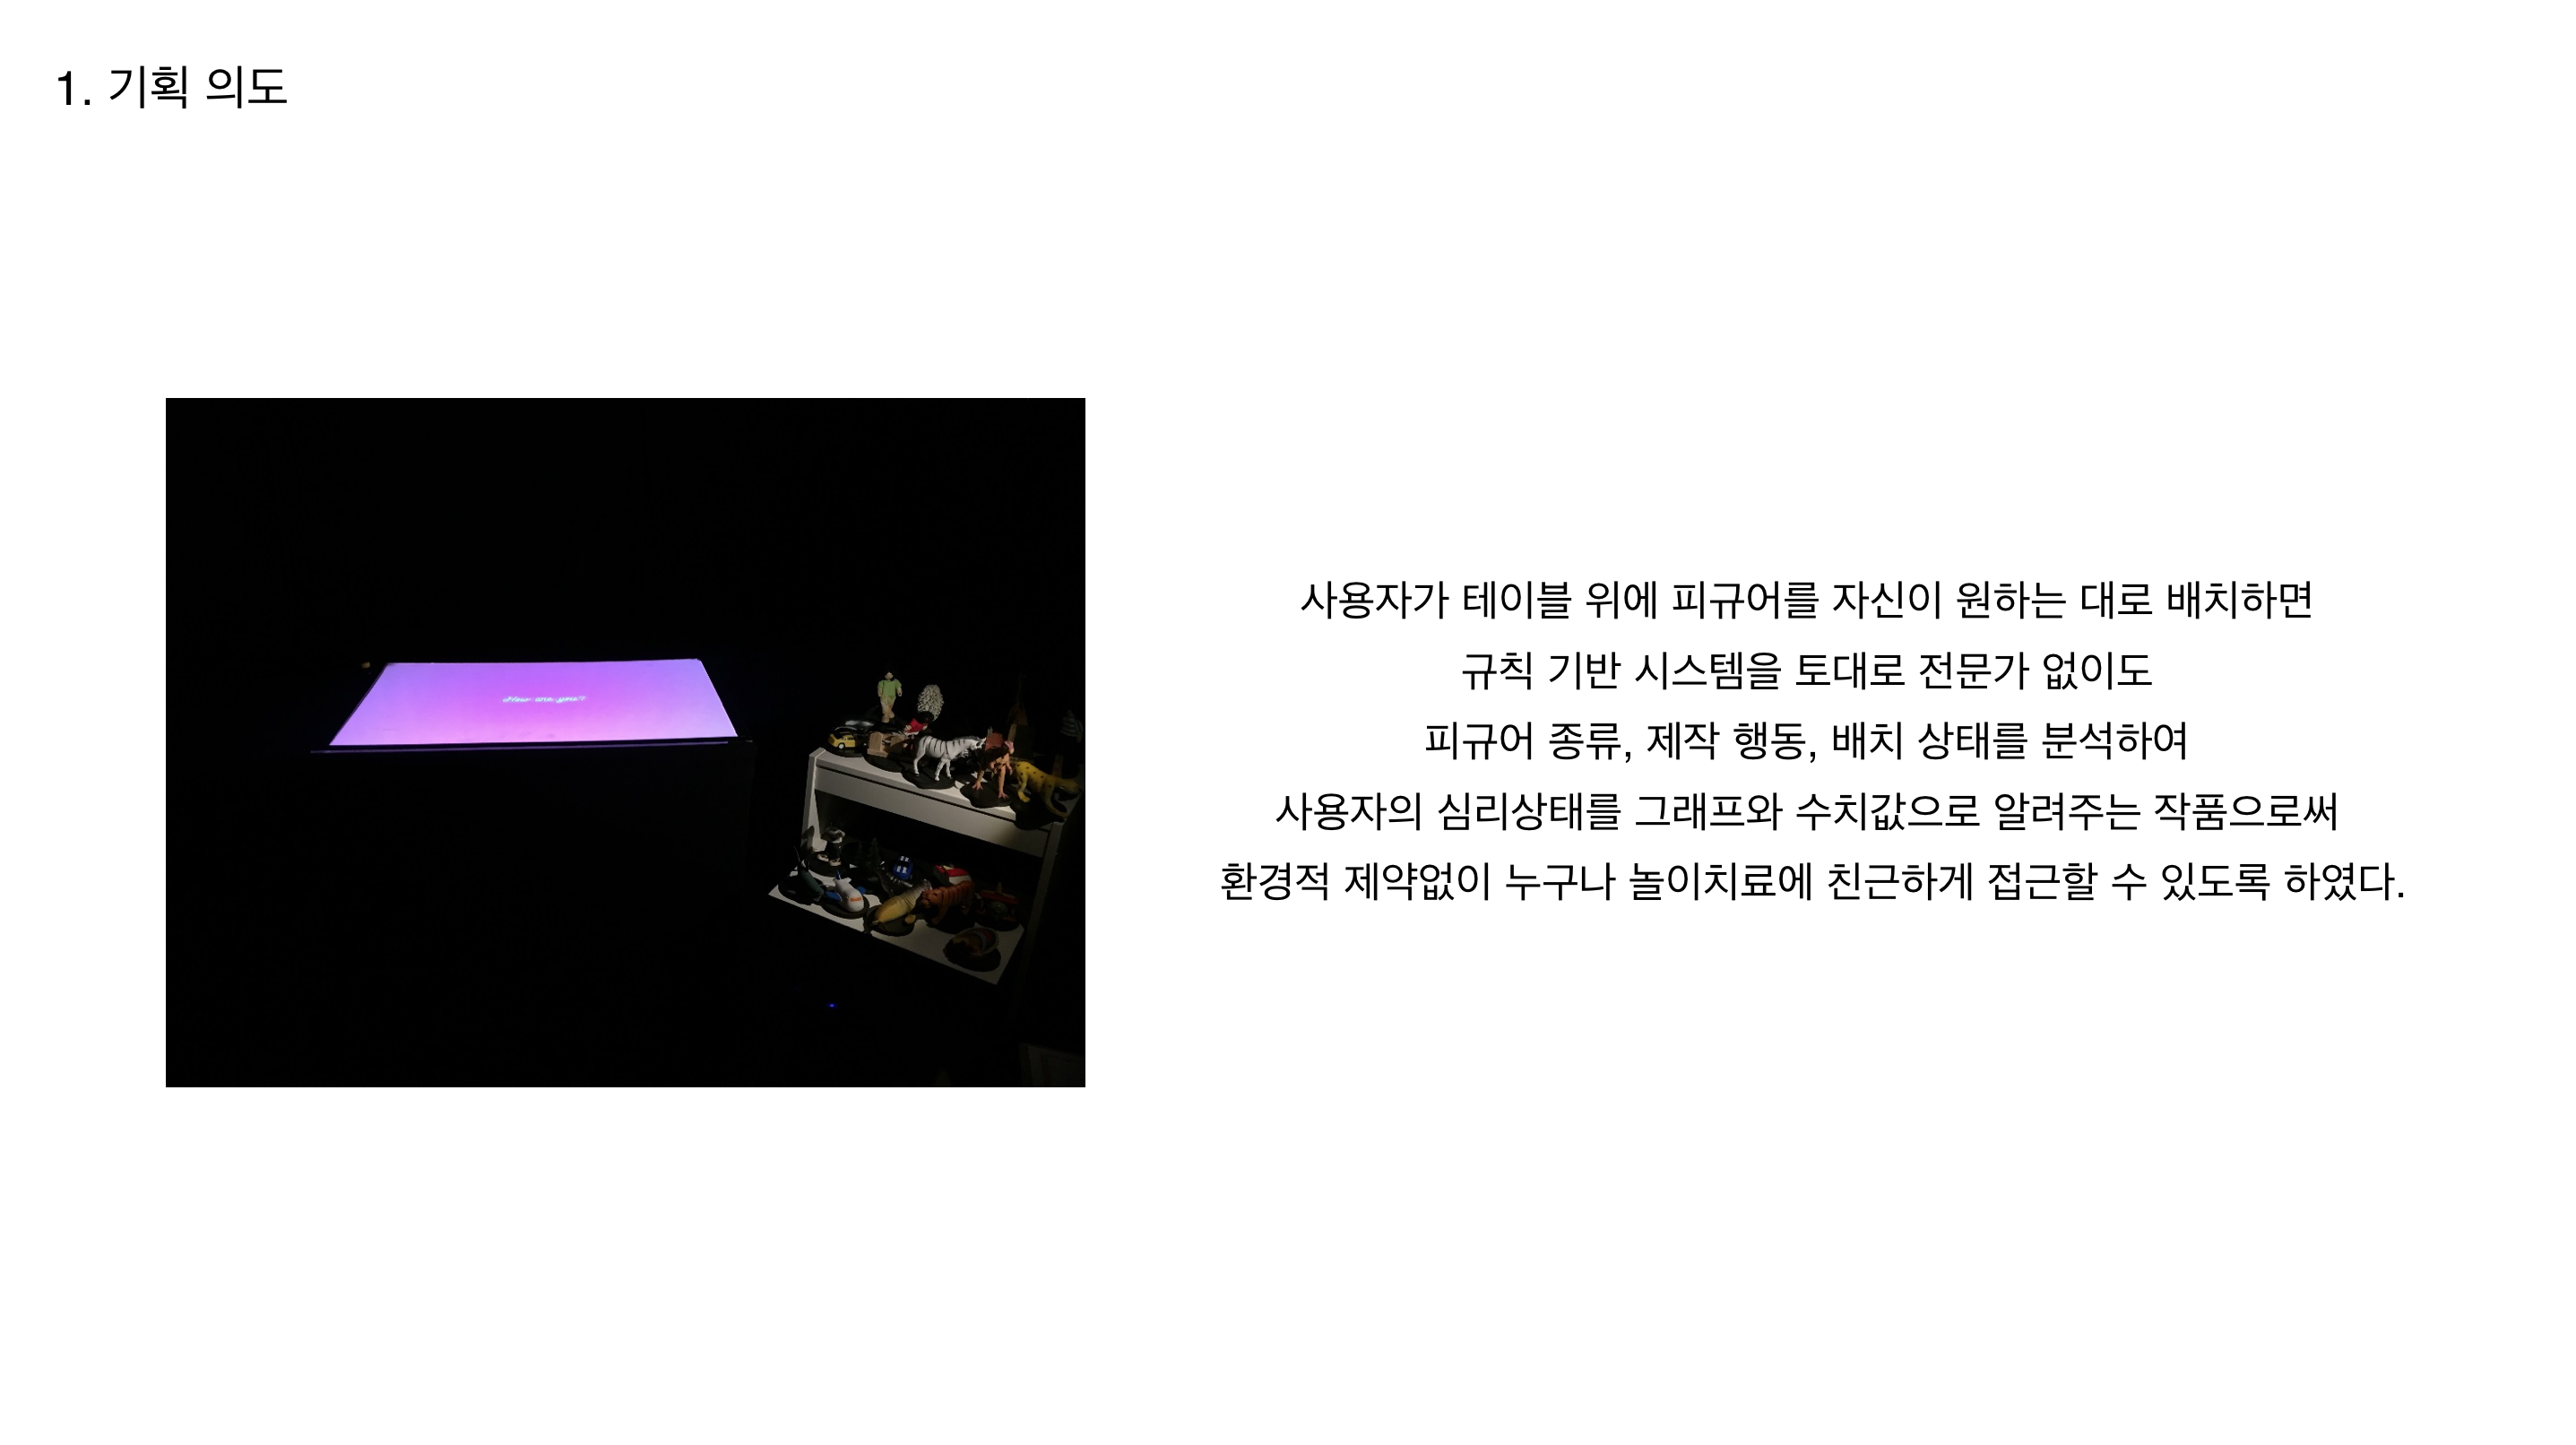 1. 기획 의도
How are you?
사용자가 테이블 위에 피규어를 자신이 원하는 대로 배치하면
규칙 기반 시스템을 토대로 전문가 없이도
피규어 종류, 제작 행동, 배치 상태를 분석하여
사용자의 심리상태를 그래프와 수치값으로 알려주는 작품으로써
환경적 제약없이 누구나 놀이치료에 친근하게 접근할 수 있도록 하였다.